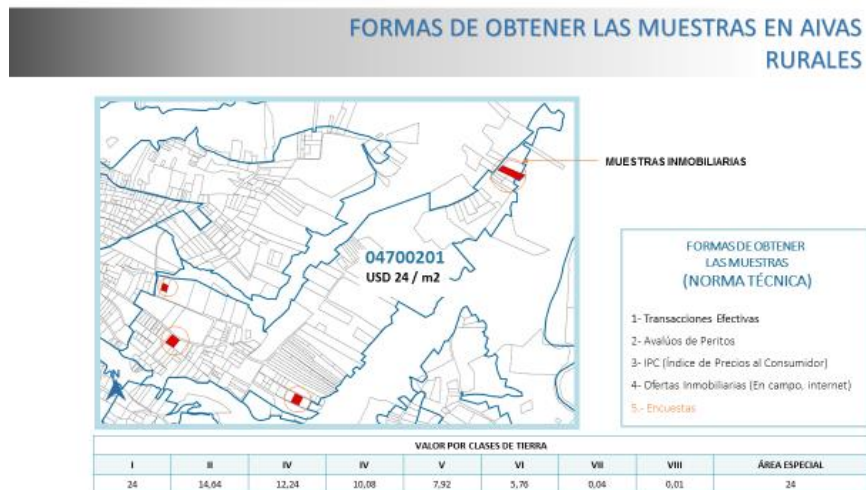 FORMAS DE OBTENER LAS MUESTRAS EN AIVAS
RURALES
MUESTRAS INMOBILIARIAS
04700201
USD 24 / m2
N
FORMAS DE OBTENER
LAS MUESTRAS
(NORMA TÉCNICA)
1- Transacciones Efectivas
2- Avalúos de Peritos
3- IPC (Índice de Precios al Consumidor)
4- Ofertas Inmobiliarias (En campo, internet)
5.- Encuestas
VALOR POR CLASES DE TIERRA
I II IV IV V VI VII VIII ÁREA ESPECIAL
24 14,64 12,24 10,08 7,92 5,76 0,04 0,01 24